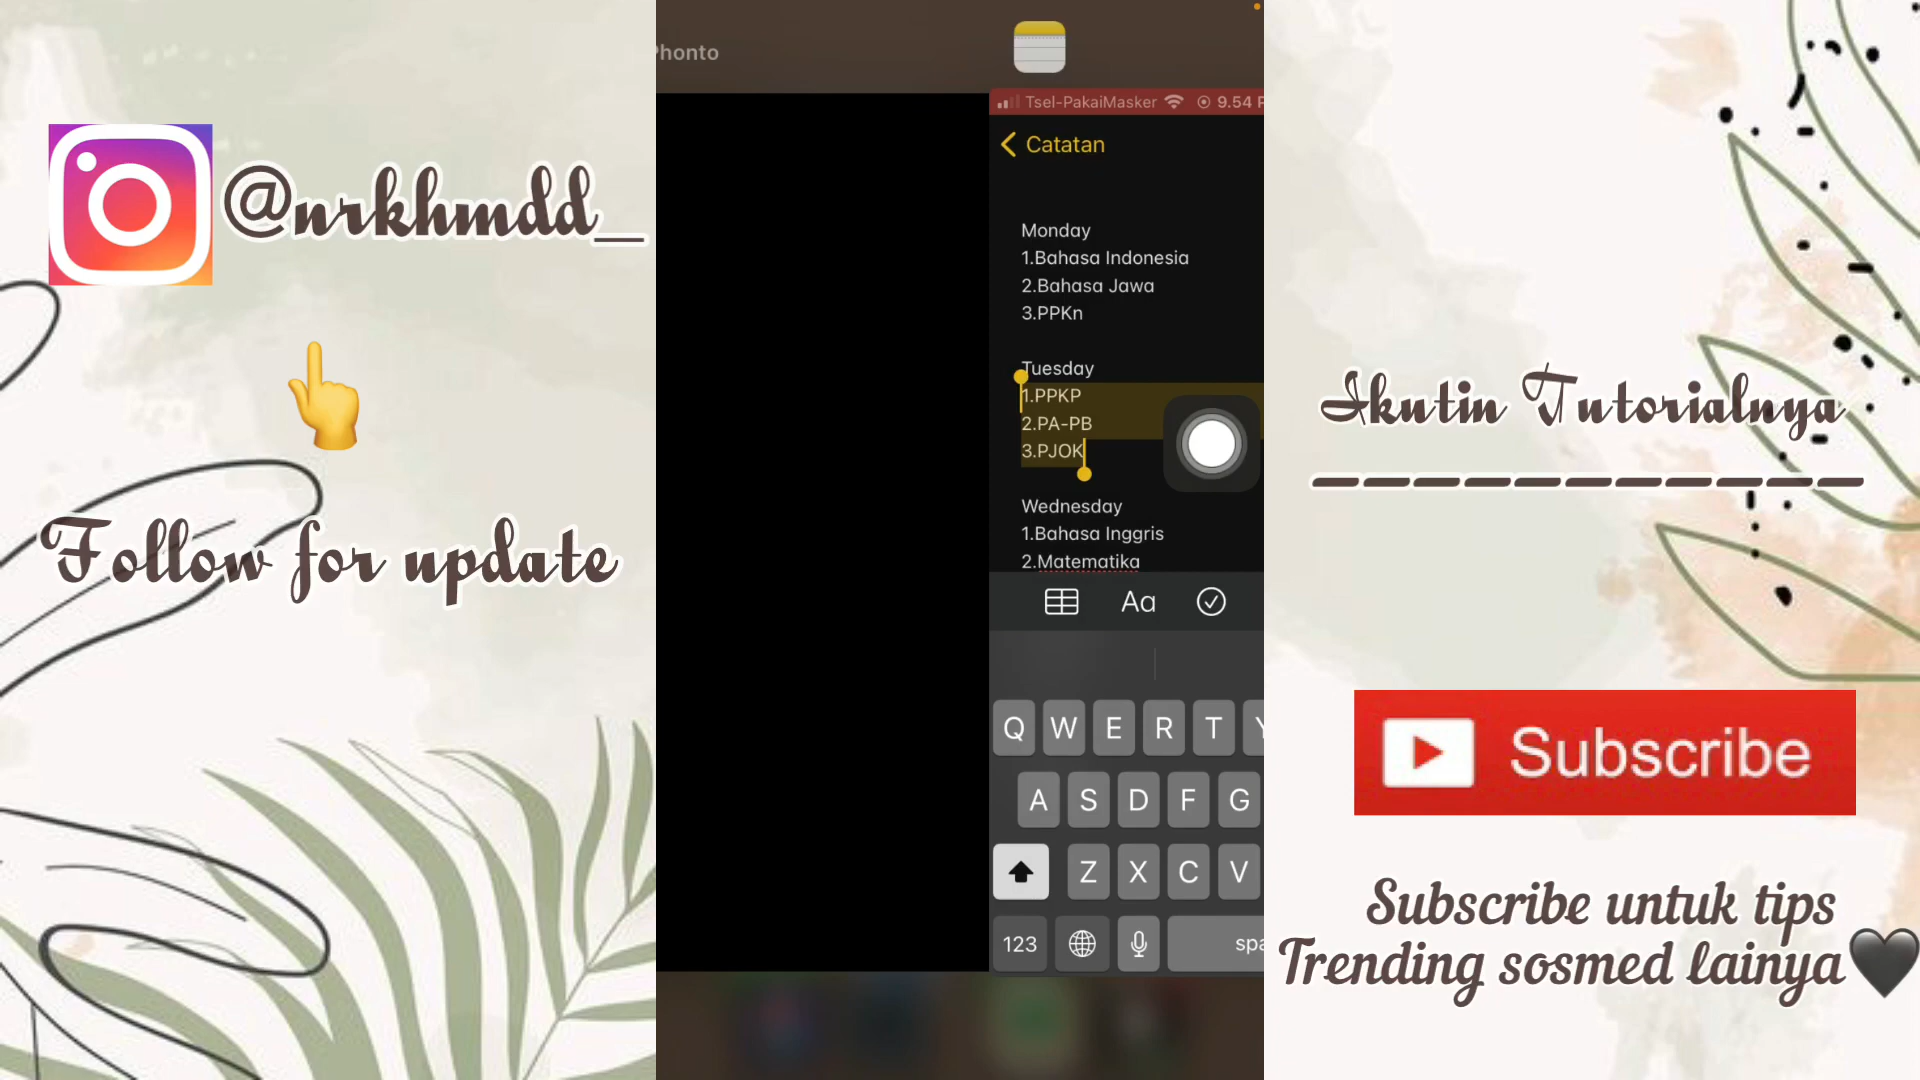 @nrkhmdd_
Follow for update
Phonto
Tsel-PakaiMasker 9.54 P
Catatan
Monday
1.Bahasa Indonesia
2.Bahasa Jawa
3.PPKn
Tuesday
1.PPKP
2.PA-PB
3.PJOK
Wednesday
1.Bahasa Inggris
2.Matematika
Aa
Q W E R T Y
A S D F G
Z X C V
123 spa
Ikutin Tutorialnya
Subscribe
Subscribe untuk tips
Trending sosmed lainya